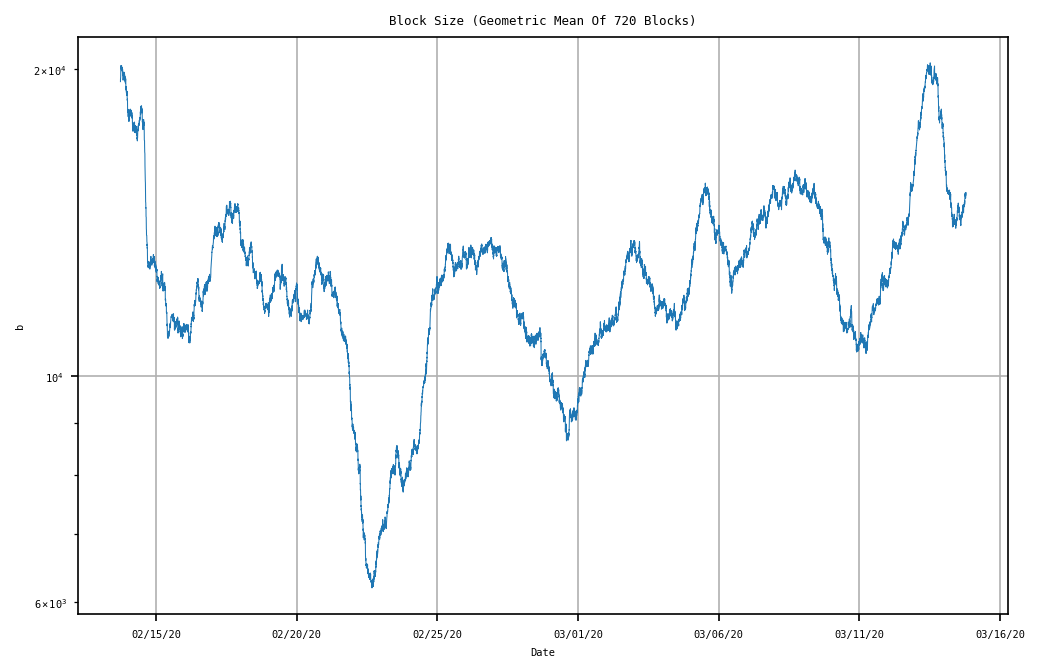 Block Size (Geometric Mean Of 720 Blocks)
2×10⁴
10⁴
6×10³
b
02/15/20 02/20/20 02/25/20 03/01/20 03/06/20 03/11/20 03/16/20
Date